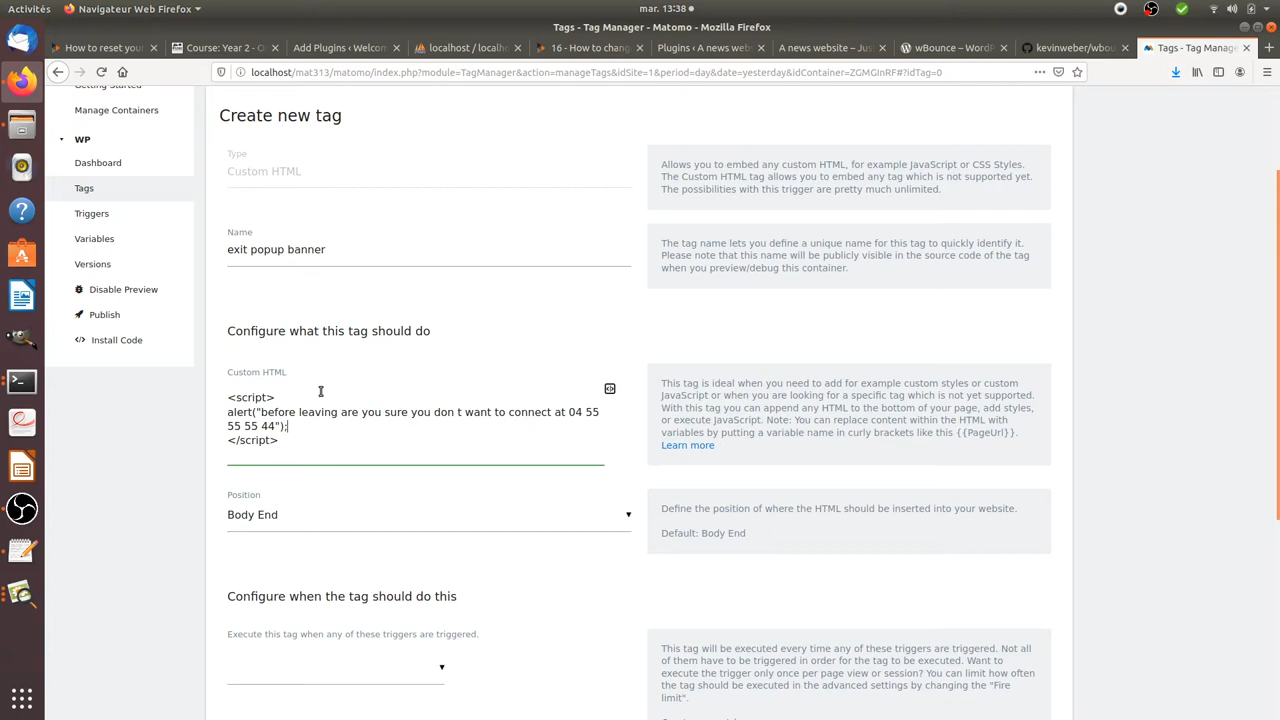 Activités
Navigateur Web Firefox
mar. 13:38
Tags - Tag Manager - Matomo - Mozilla Firefox
How to reset your
Course: Year 2 - O
Add Plugins ‹ Welcom
localhost / localho
16 - How to chang
Plugins ‹ A news web
A news website – Jus
wBounce – WordPre
kevinweber/wbou
Tags - Tag Manage
localhost/mat313/matomo/index.php?module=TagManager&action=manageTags&idSite=1&period=day&date=yesterday&idContainer=ZGMGInRF#?idTag=0
Getting Started
Manage Containers
WP
Dashboard
Tags
Triggers
Variables
Versions
Disable Preview
Publish
Install Code
Create new tag
Type
Custom HTML
Allows you to embed any custom HTML, for example JavaScript or CSS Styles.
The Custom HTML tag allows you to embed any tag which is not supported yet.
The possibilities with this trigger are pretty much unlimited.
Name
exit popup banner
The tag name lets you define a unique name for this tag to quickly identify it.
Please note that this name will be publicly visible in the source code of the tag
when you preview/debug this container.
Configure what this tag should do
Custom HTML
<script>
alert("before leaving are you sure you don t want to connect at 04 55
55 55 44");
</script>
This tag is ideal when you need to add for example custom styles or custom
JavaScript or when you are looking for a specific tag which is not yet supported.
With this tag you can append any HTML to the bottom of your page, add styles,
or execute JavaScript. Note: You can replace content within the HTML with
variables by putting a variable name in curly brackets like this {{PageUrl}}.
Learn more
Position
Body End
Define the position of where the HTML should be inserted into your website.
Default: Body End
Configure when the tag should do this
Execute this tag when any of these triggers are triggered.
This tag will be executed every time any of these triggers are triggered. Not all
of them have to be triggered in order for the tag to be executed. Want to
execute the trigger only once per page view or session? You can limit how often
the tag should be executed in the advanced settings by changing the "Fire
limit".